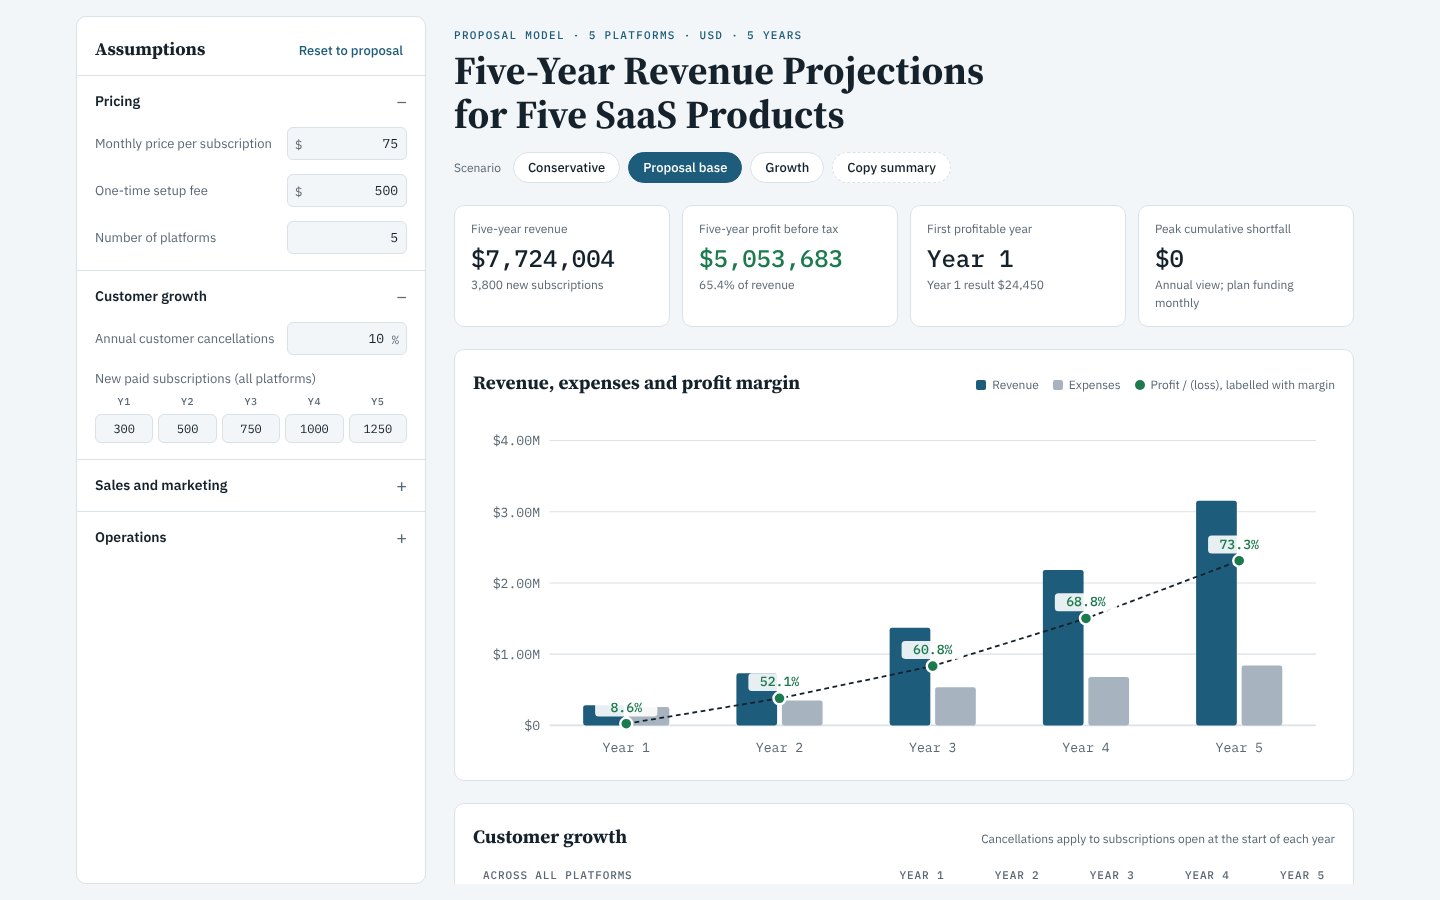 Assumptions
Reset to proposal
Pricing −
Monthly price per subscription $ 75
One-time setup fee $ 500
Number of platforms 5
Customer growth −
Annual customer cancellations 10 %
New paid subscriptions (all platforms)
Y1 Y2 Y3 Y4 Y5
300 500 750 1000 1250
Sales and marketing +
Operations +
PROPOSAL MODEL · 5 PLATFORMS · USD · 5 YEARS
Five-Year Revenue Projections
for Five SaaS Products
Scenario Conservative Proposal base Growth Copy summary
Five-year revenue
$7,724,004
3,800 new subscriptions
Five-year profit before tax
$5,053,683
65.4% of revenue
First profitable year
Year 1
Year 1 result $24,450
Peak cumulative shortfall
$0
Annual view; plan funding
monthly
Revenue, expenses and profit margin
Revenue Expenses Profit / (loss), labelled with margin
$4.00M
$3.00M
$2.00M
$1.00M
$0
8.6%
52.1%
60.8%
68.8%
73.3%
Year 1 Year 2 Year 3 Year 4 Year 5
Customer growth
Cancellations apply to subscriptions open at the start of each year
ACROSS ALL PLATFORMS YEAR 1 YEAR 2 YEAR 3 YEAR 4 YEAR 5